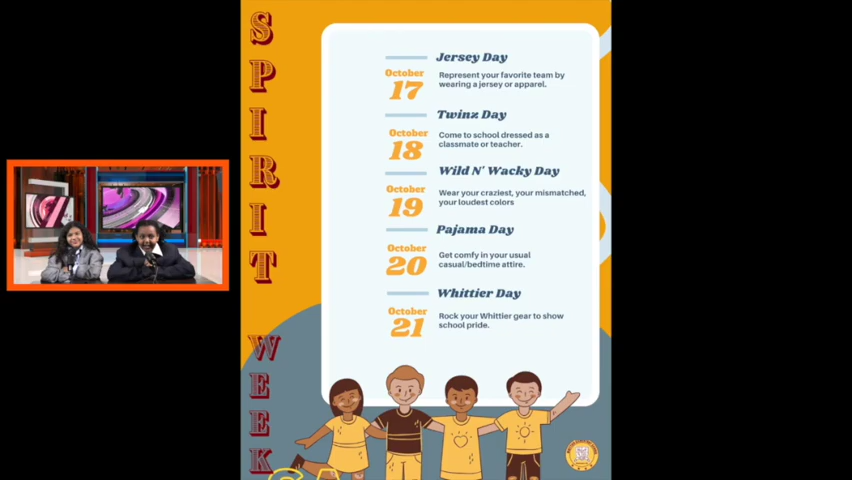 SPIRIT
WEEK
Jersey Day
October
17
Represent your favorite team by
wearing a jersey or apparel.
Twinz Day
October
18
Come to school dressed as a
classmate or teacher.
Wild N' Wacky Day
October
19
Wear your craziest, your mismatched,
your loudest colors
Pajama Day
October
20
Get comfy in your usual
casual/bedtime attire.
Whittier Day
October
21
Rock your Whittier gear to show
school pride.